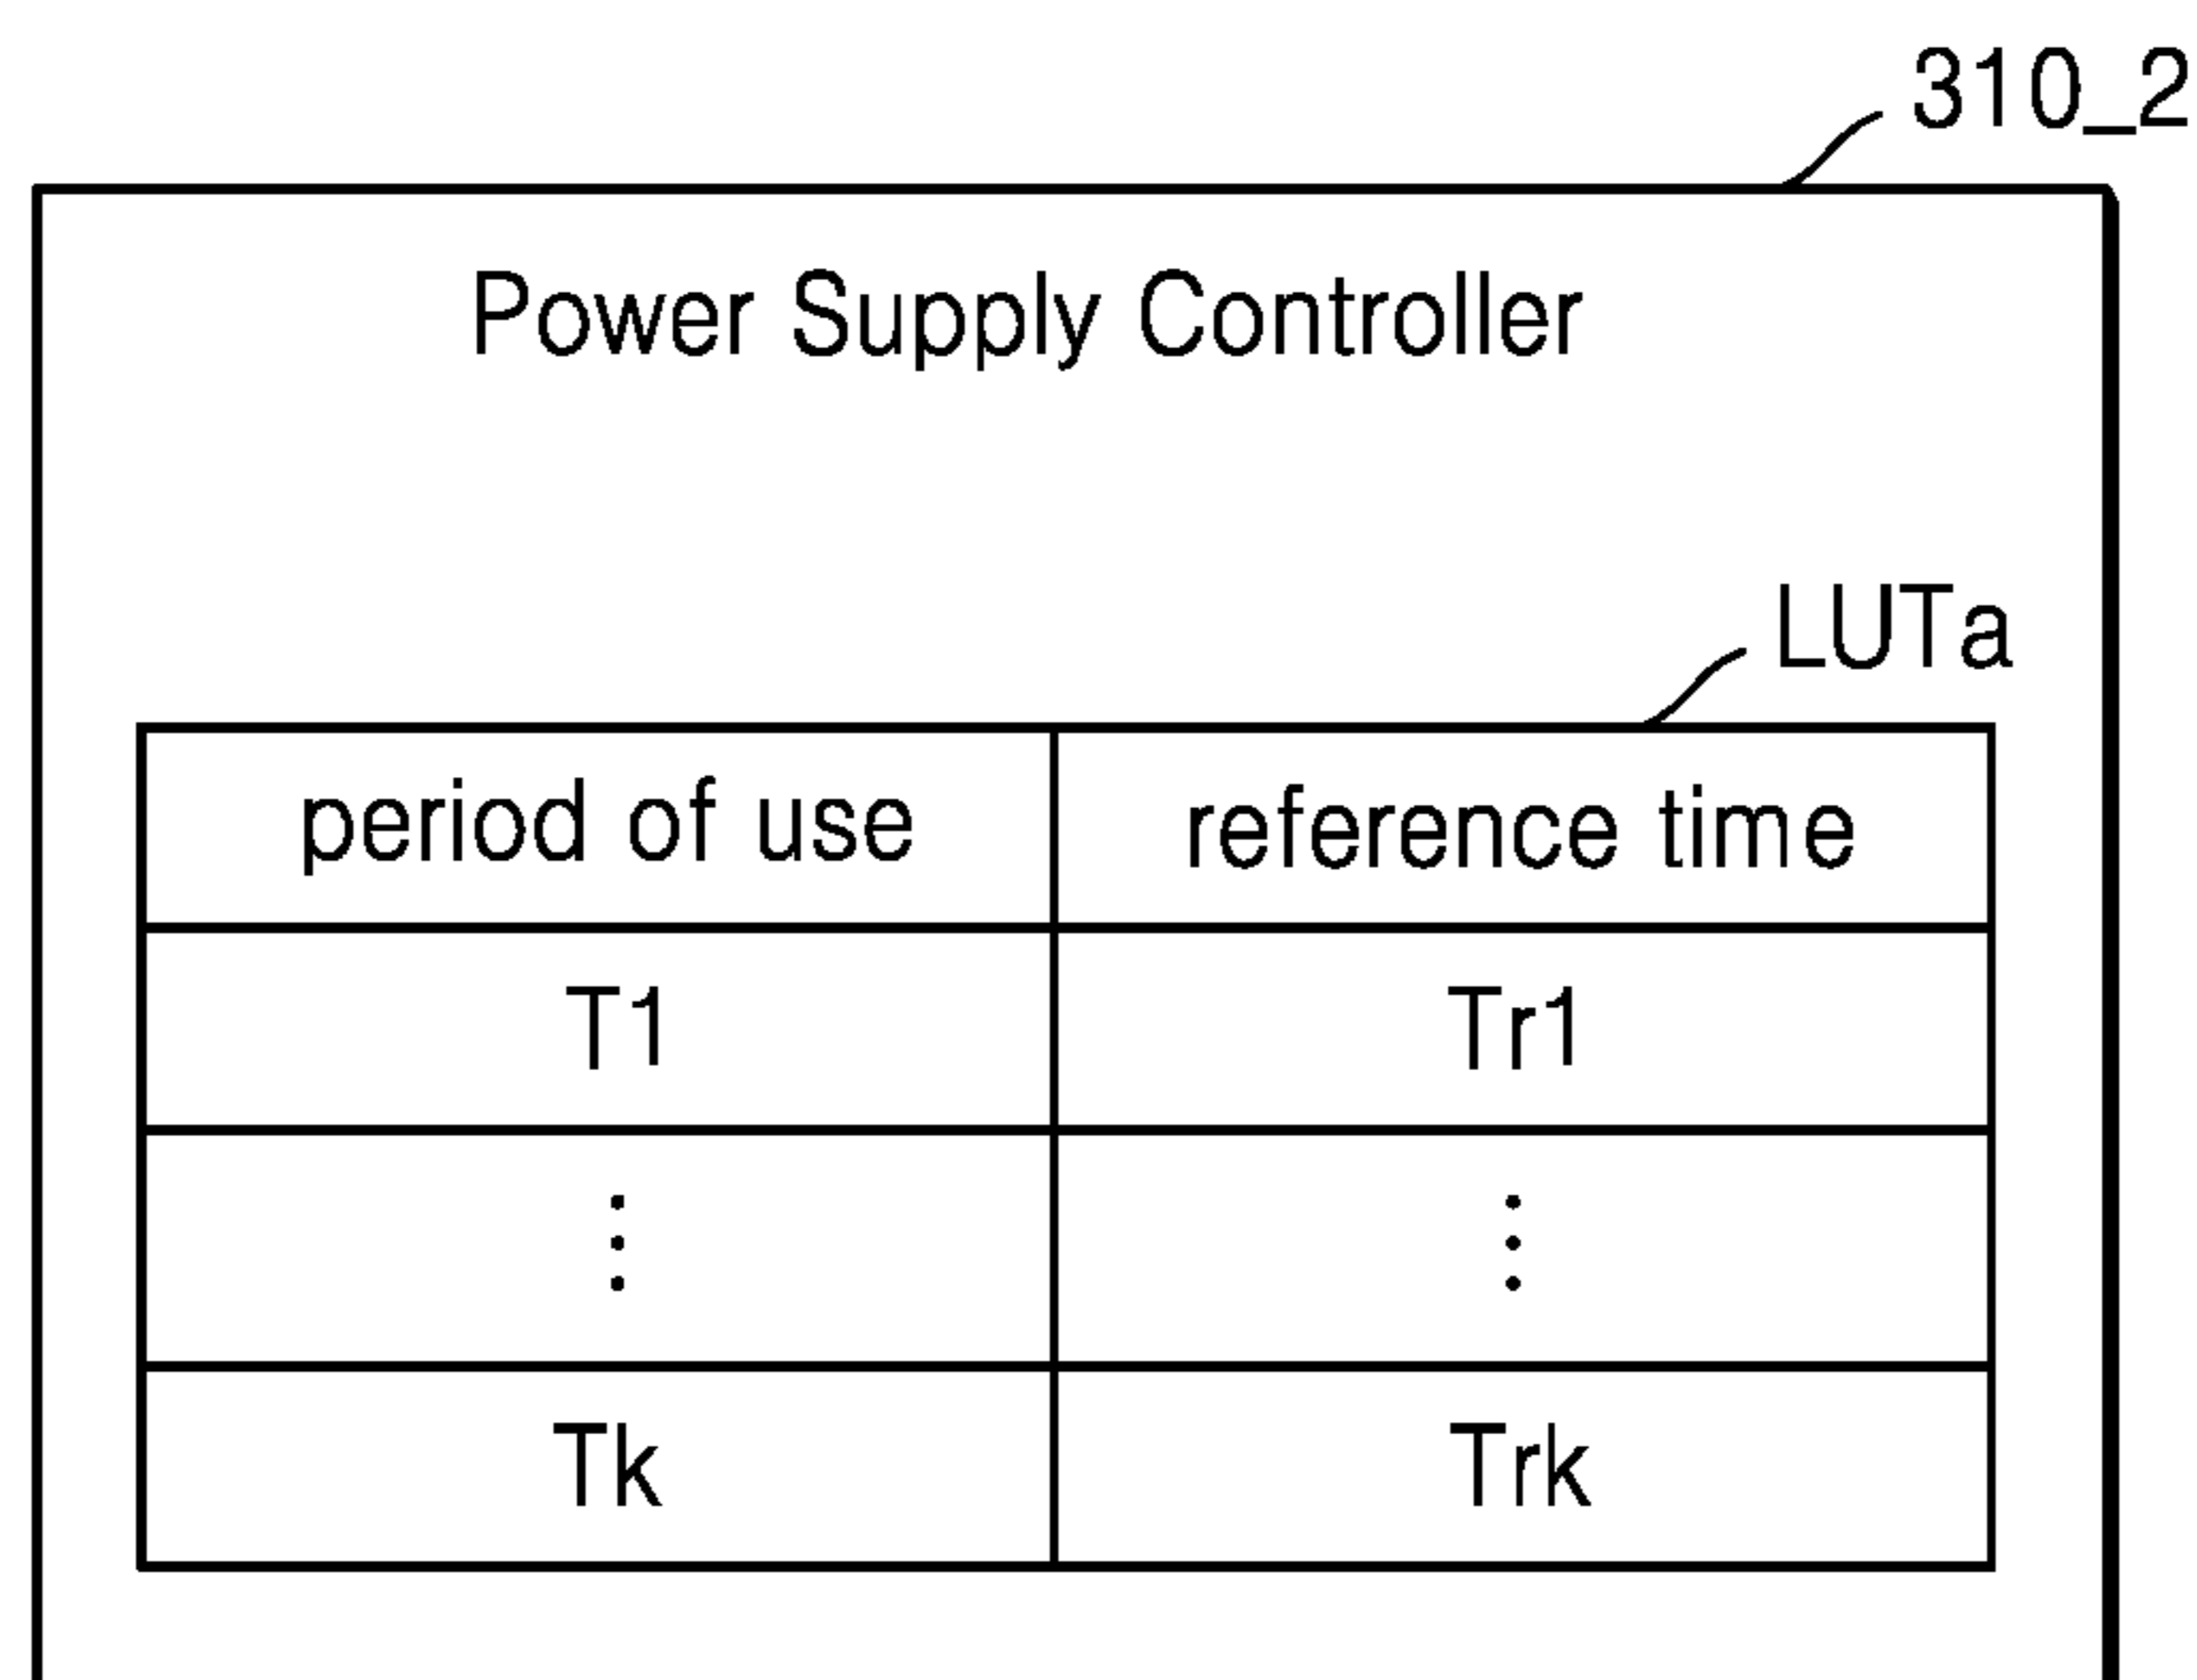 310_2
Power Supply Controller
LUTa
period of use reference time
T1 Tr1
Tk Trk